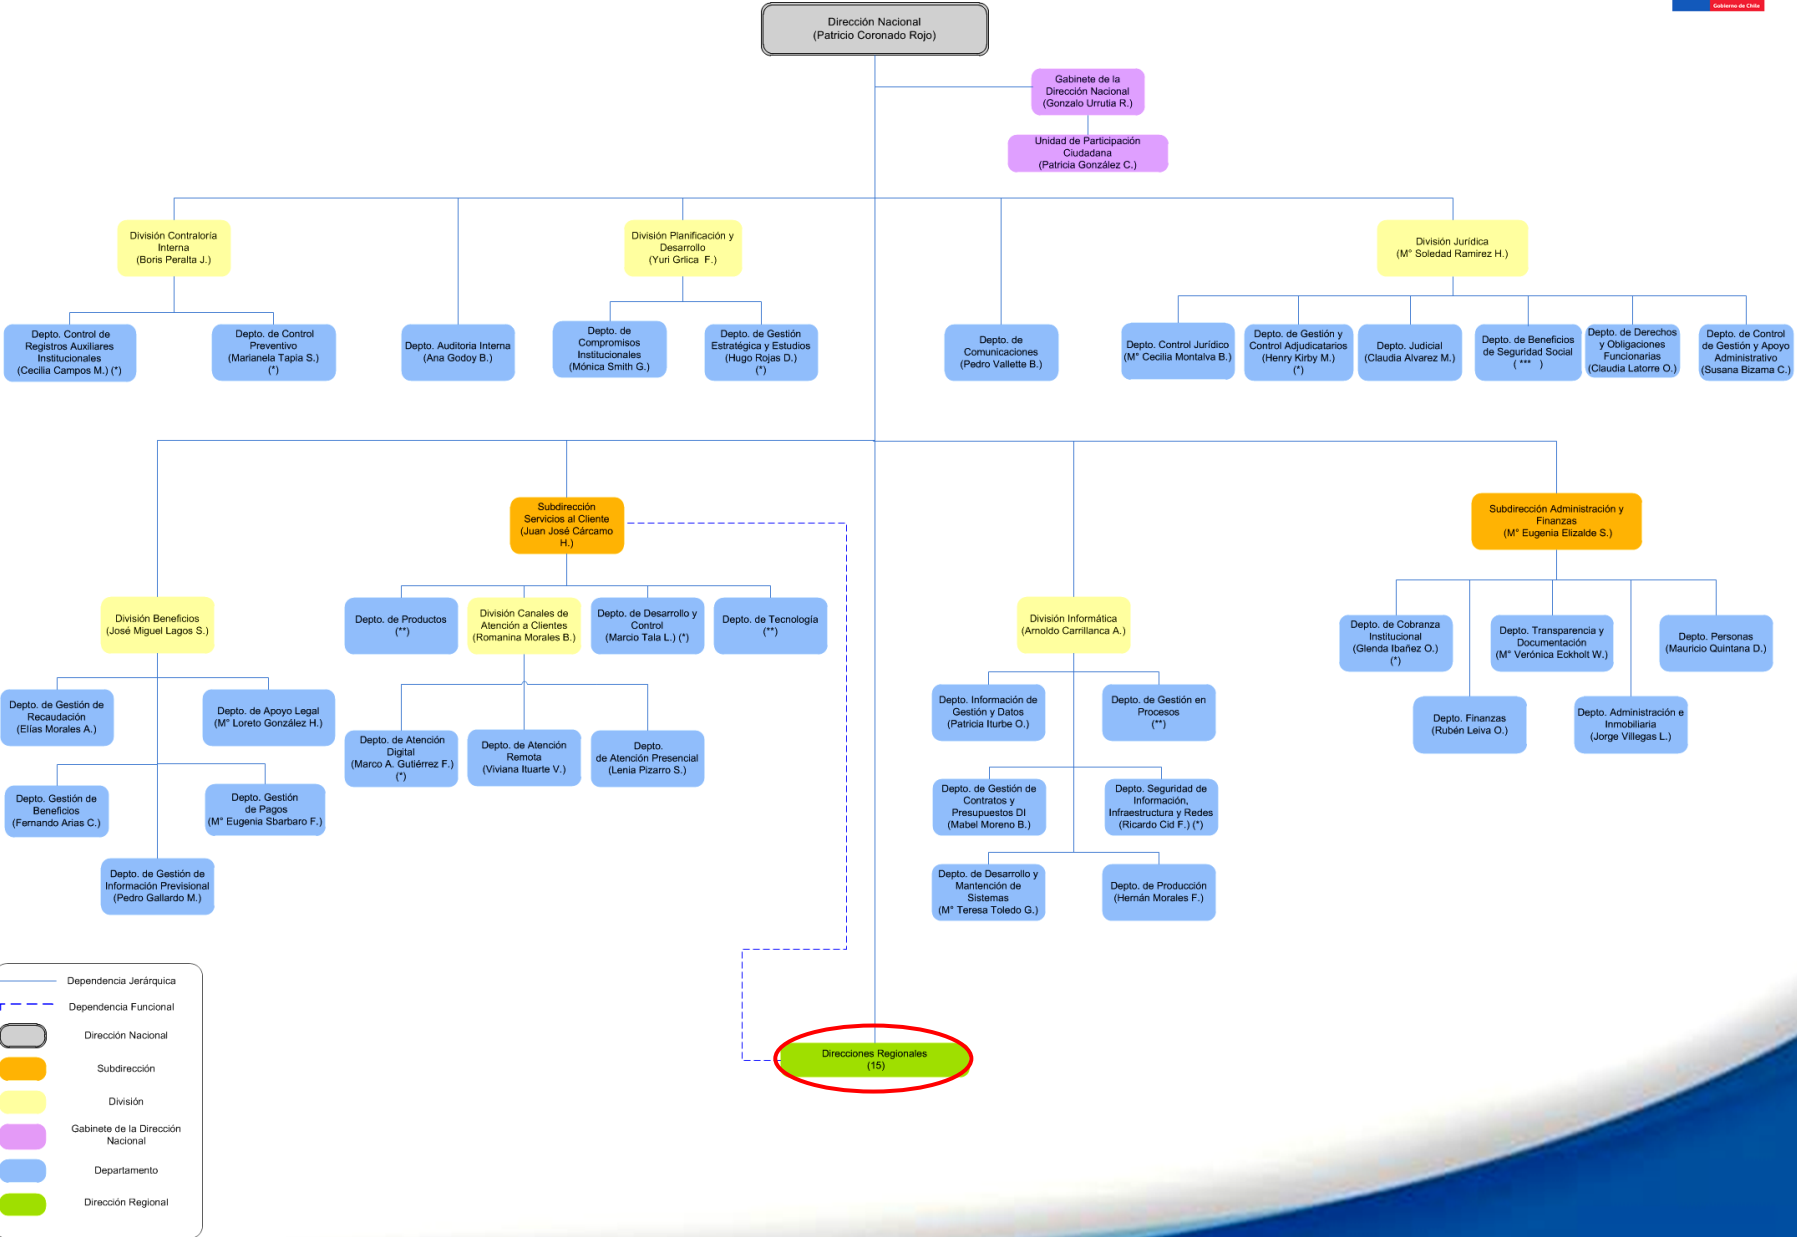 Gobierno de Chile
Dirección Nacional
(Patricio Coronado Rojo)
Gabinete de la
Dirección Nacional
(Gonzalo Urrutia R.)
Unidad de Participación
Ciudadana
(Patricia González C.)
División Contraloría
Interna
(Boris Peralta J.)
División Planificación y
Desarrollo
(Yuri Grlica F.)
División Jurídica
(M° Soledad Ramirez H.)
Depto. Control de
Registros Auxiliares
Institucionales
(Cecilia Campos M.) (*)
Depto. de Control
Preventivo
(Marianela Tapia S.)
(*)
Depto. Auditoria Interna
(Ana Godoy B.)
Depto. de
Compromisos
Institucionales
(Mónica Smith G.)
Depto. de Gestión
Estratégica y Estudios
(Hugo Rojas D.)
(*)
Depto. de
Comunicaciones
(Pedro Vallette B.)
Depto. Control Jurídico
(M° Cecilia Montalva B.)
Depto. de Gestión y
Control Adjudicatarios
(Henry Kirby M.)
(*)
Depto. Judicial
(Claudia Alvarez M.)
Depto. de Beneficios
de Seguridad Social
( *** )
Depto. de Derechos
y Obligaciones
Funcionarias
(Claudia Latorre O.)
Depto. de Control
de Gestión y Apoyo
Administrativo
(Susana Bizama C.)
Subdirección
Servicios al Cliente
(Juan José Cárcamo
H.)
Subdirección Administración y
Finanzas
(M° Eugenia Elizalde S.)
División Beneficios
(José Miguel Lagos S.)
Depto. de Productos
(**)
División Canales de
Atención a Clientes
(Romanina Morales B.)
Depto. de Desarrollo y
Control
(Marcio Tala L.) (*)
Depto. de Tecnología
(**)
División Informática
(Arnoldo Carrillanca A.)
Depto. de Cobranza
Institucional
(Glenda Ibañez O.)
(*)
Depto. Transparencia y
Documentación
(M° Verónica Eckholt W.)
Depto. Personas
(Mauricio Quintana D.)
Depto. de Gestión de
Recaudación
(Elías Morales A.)
Depto. de Apoyo Legal
(M° Loreto González H.)
Depto. de Atención
Digital
(Marco A. Gutiérrez F.)
(*)
Depto. de Atención
Remota
(Viviana Ituarte V.)
Depto.
de Atención Presencial
(Lenia Pizarro S.)
Depto. Información de
Gestión y Datos
(Patricia Iturbe O.)
Depto. de Gestión en
Procesos
(**)
Depto. Finanzas
(Rubén Leiva O.)
Depto. Administración e
Inmobiliaria
(Jorge Villegas L.)
Depto. Gestión de
Beneficios
(Fernando Arias C.)
Depto. Gestión
de Pagos
(M° Eugenia Sbarbaro F.)
Depto. de Gestión de
Contratos y
Presupuestos DI
(Mabel Moreno B.)
Depto. Seguridad de
Información,
Infraestructura y Redes
(Ricardo Cid F.) (*)
Depto. de Gestión de
Información Previsional
(Pedro Gallardo M.)
Depto. de Desarrollo y
Mantención de
Sistemas
(M° Teresa Toledo G.)
Depto. de Producción
(Hernán Morales F.)
Direcciones Regionales
(15)
Dependencia Jerárquica
Dependencia Funcional
Dirección Nacional
Subdirección
División
Gabinete de la Dirección
Nacional
Departamento
Dirección Regional